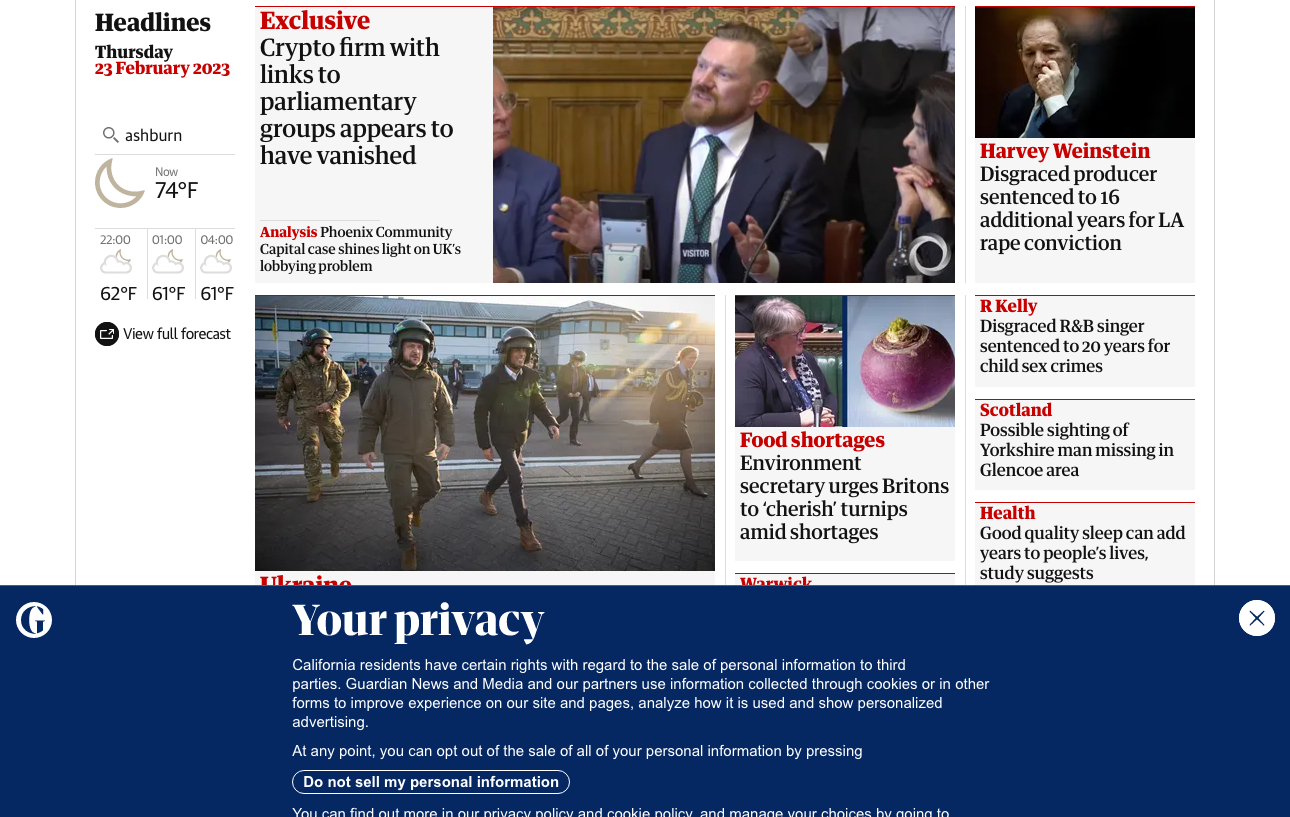 Headlines
Thursday
23 February 2023
ashburn
Now
74°F
22:00
01:00
04:00
62°F
61°F
61°F
View full forecast
Exclusive
Crypto firm with
links to
parliamentary
groups appears to
have vanished
Analysis Phoenix Community
Capital case shines light on UK’s
lobbying problem
VISITOR
Harvey Weinstein
Disgraced producer
sentenced to 16
additional years for LA
rape conviction
Ukraine
Food shortages
Environment
secretary urges Britons
to ‘cherish’ turnips
amid shortages
Warwick
R Kelly
Disgraced R&B singer
sentenced to 20 years for
child sex crimes
Scotland
Possible sighting of
Yorkshire man missing in
Glencoe area
Health
Good quality sleep can add
years to people’s lives,
study suggests
G
Your privacy
California residents have certain rights with regard to the sale of personal information to third
parties. Guardian News and Media and our partners use information collected through cookies or in other
forms to improve experience on our site and pages, analyze how it is used and show personalized
advertising.
At any point, you can opt out of the sale of all of your personal information by pressing
Do not sell my personal information
You can find out more in our privacy policy and cookie policy, and manage your choices by going to